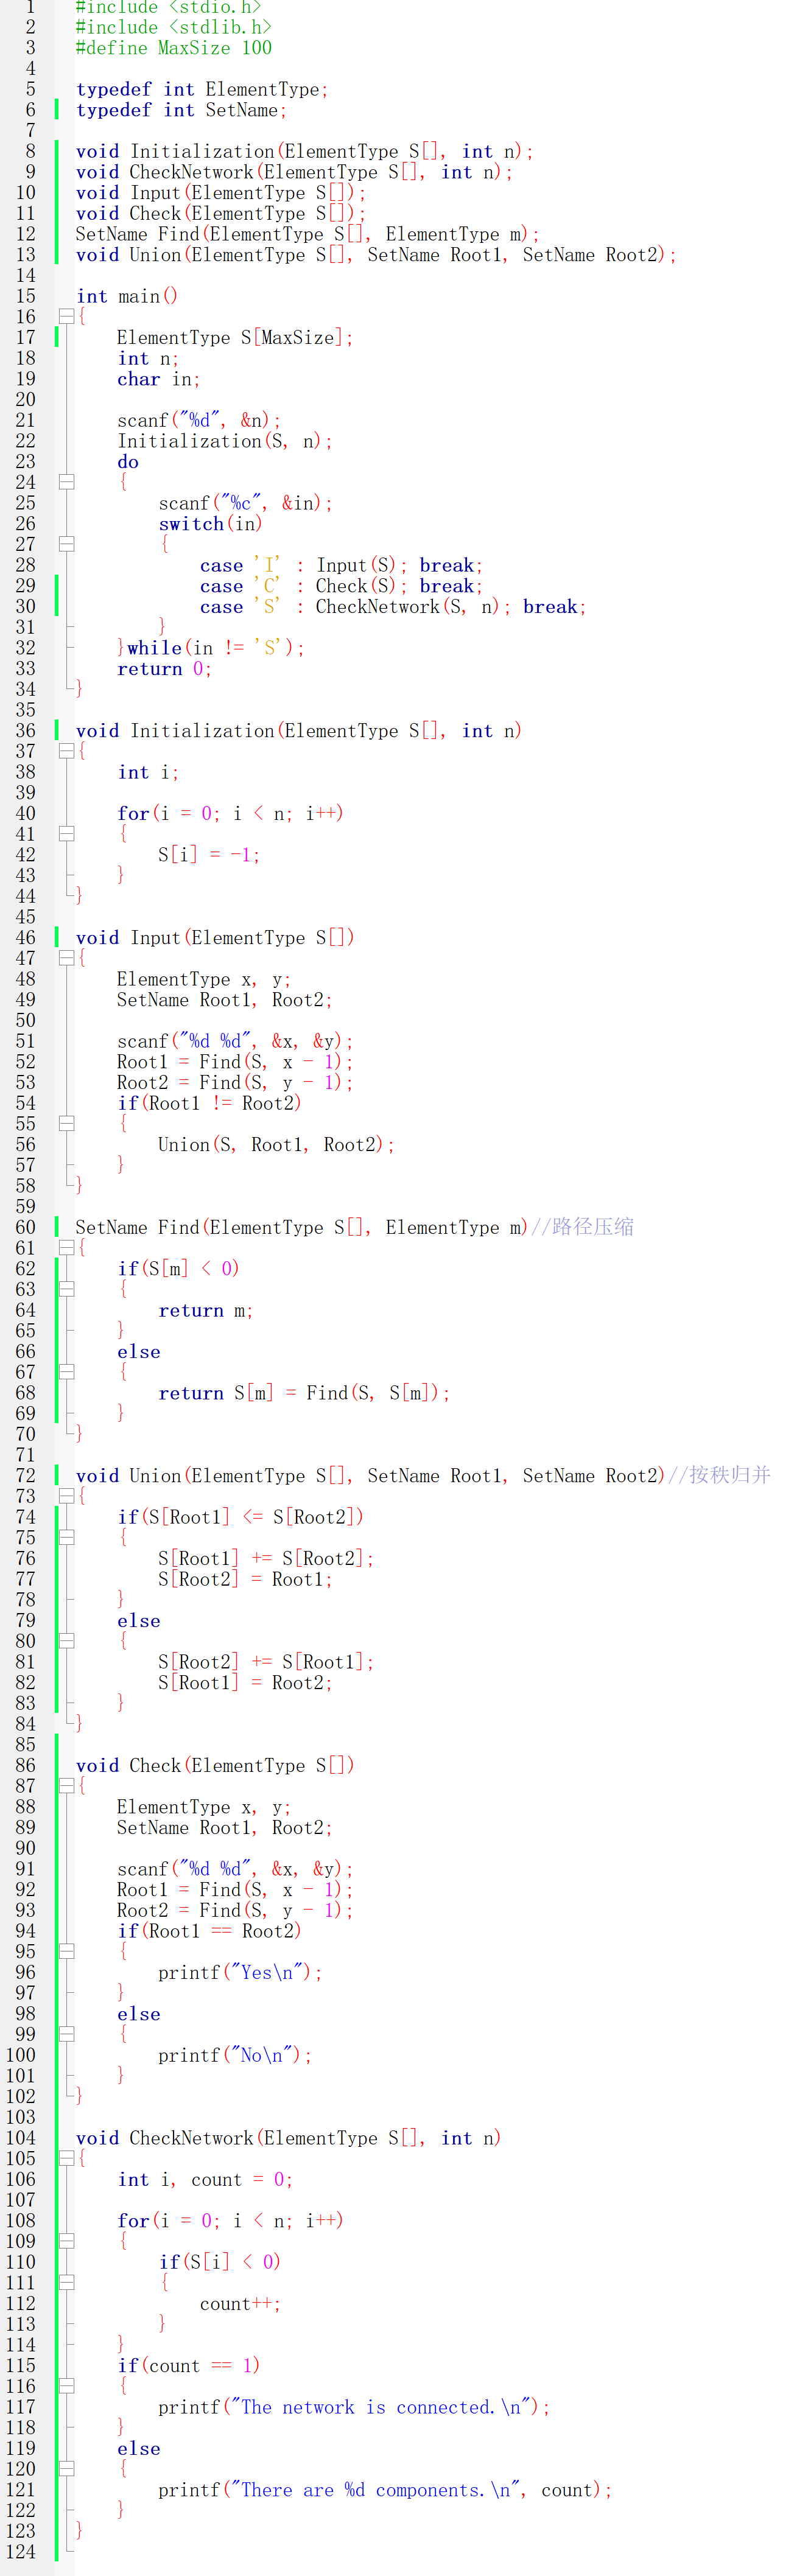 1 #include <stdio.h>
2 #include <stdlib.h>
3 #define MaxSize 100
4
5 typedef int ElementType;
6 typedef int SetName;
7
8 void Initialization(ElementType S[], int n);
9 void CheckNetwork(ElementType S[], int n);
10 void Input(ElementType S[]);
11 void Check(ElementType S[]);
12 SetName Find(ElementType S[], ElementType m);
13 void Union(ElementType S[], SetName Root1, SetName Root2);
14
15 int main()
16 {
17     ElementType S[MaxSize];
18     int n;
19     char in;
20
21     scanf("%d", &n);
22     Initialization(S, n);
23     do
24     {
25         scanf("%c", &in);
26         switch(in)
27         {
28             case 'I' : Input(S); break;
29             case 'C' : Check(S); break;
30             case 'S' : CheckNetwork(S, n); break;
31         }
32     }while(in != 'S');
33     return 0;
34 }
35
36 void Initialization(ElementType S[], int n)
37 {
38     int i;
39
40     for(i = 0; i < n; i++)
41     {
42         S[i] = -1;
43     }
44 }
45
46 void Input(ElementType S[])
47 {
48     ElementType x, y;
49     SetName Root1, Root2;
50
51     scanf("%d %d", &x, &y);
52     Root1 = Find(S, x - 1);
53     Root2 = Find(S, y - 1);
54     if(Root1 != Root2)
55     {
56         Union(S, Root1, Root2);
57     }
58 }
59
60 SetName Find(ElementType S[], ElementType m)//路径压缩
61 {
62     if(S[m] < 0)
63     {
64         return m;
65     }
66     else
67     {
68         return S[m] = Find(S, S[m]);
69     }
70 }
71
72 void Union(ElementType S[], SetName Root1, SetName Root2)//按秩归并
73 {
74     if(S[Root1] <= S[Root2])
75     {
76         S[Root1] += S[Root2];
77         S[Root2] = Root1;
78     }
79     else
80     {
81         S[Root2] += S[Root1];
82         S[Root1] = Root2;
83     }
84 }
85
86 void Check(ElementType S[])
87 {
88     ElementType x, y;
89     SetName Root1, Root2;
90
91     scanf("%d %d", &x, &y);
92     Root1 = Find(S, x - 1);
93     Root2 = Find(S, y - 1);
94     if(Root1 == Root2)
95     {
96         printf("Yes\n");
97     }
98     else
99     {
100         printf("No\n");
101     }
102 }
103
104 void CheckNetwork(ElementType S[], int n)
105 {
106     int i, count = 0;
107
108     for(i = 0; i < n; i++)
109     {
110         if(S[i] < 0)
111         {
112             count++;
113         }
114     }
115     if(count == 1)
116     {
117         printf("The network is connected.\n");
118     }
119     else
120     {
121         printf("There are %d components.\n", count);
122     }
123 }
124